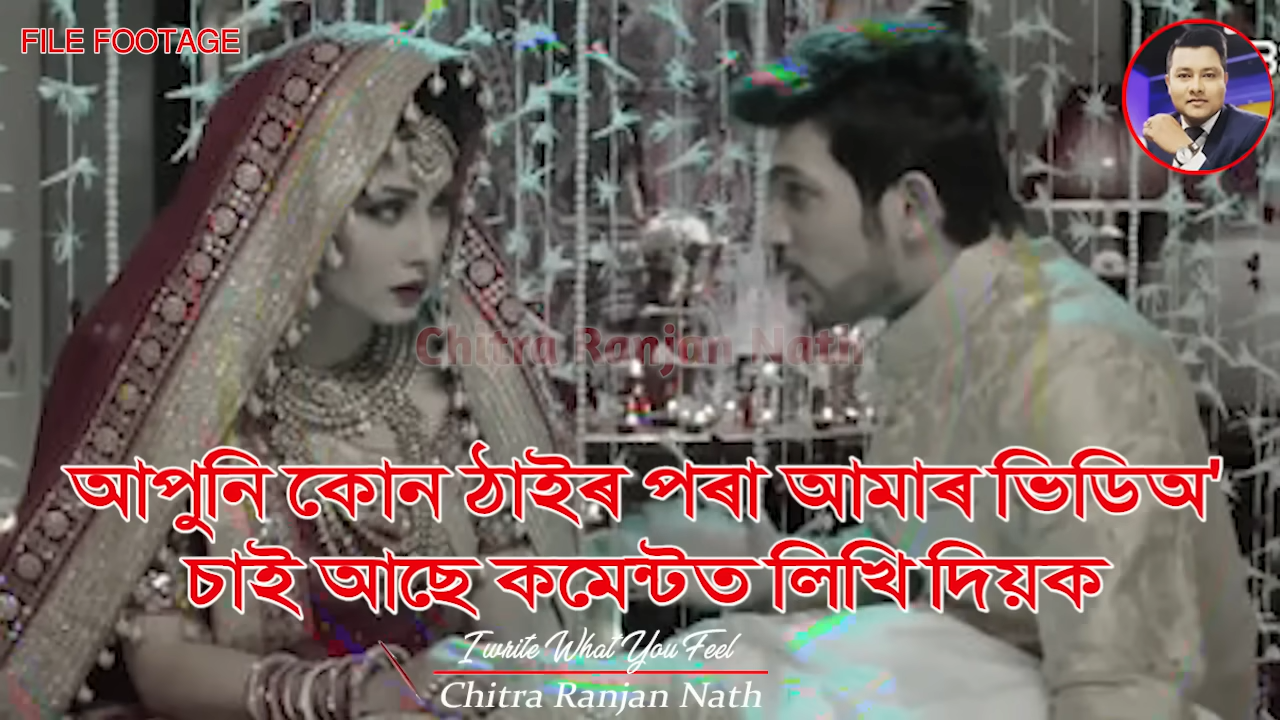 FILE FOOTAGE
Chitra Ranjan Nath
আপুনি কোন ঠাইৰ পৰা আমাৰ ভিডিঅ'
চাই আছে কমেন্টত লিখি দিয়ক
I write What You Feel
Chitra Ranjan Nath